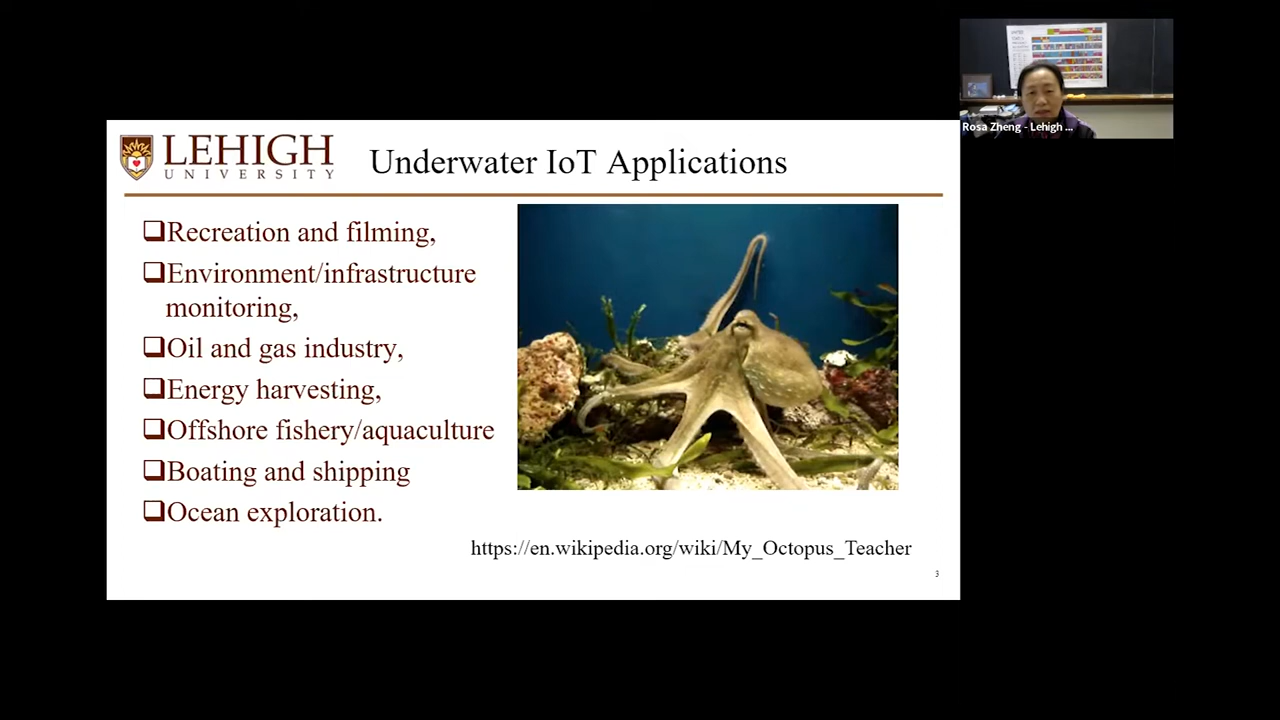 Rosa Zheng - Lehigh ...
LEHIGH
UNIVERSITY
Underwater IoT Applications
Recreation and filming,
Environment/infrastructure
monitoring,
Oil and gas industry,
Energy harvesting,
Offshore fishery/aquaculture
Boating and shipping
Ocean exploration.
https://en.wikipedia.org/wiki/My_Octopus_Teacher
3